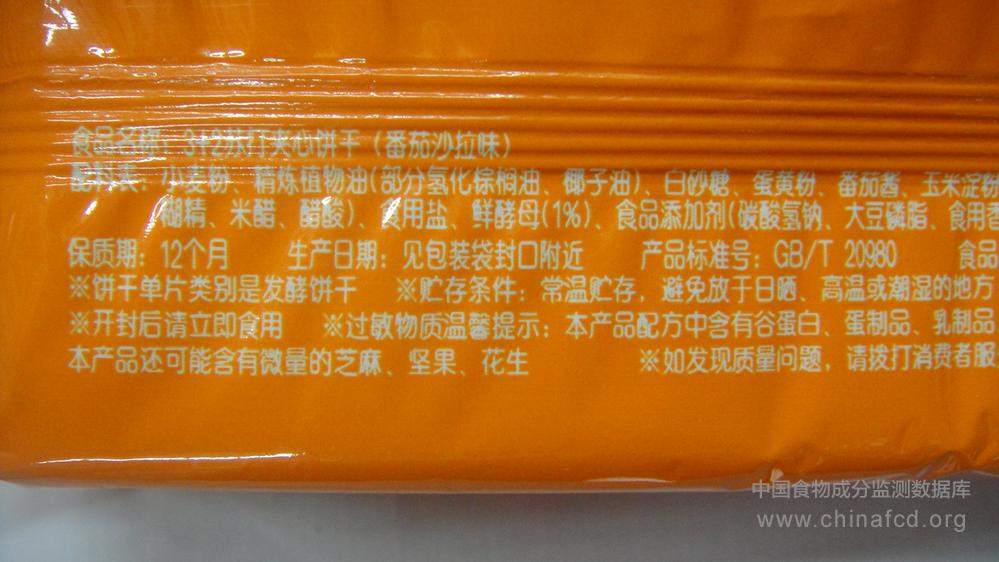 食品名称：3+2苏打夹心饼干（番茄沙拉味）
配料表：小麦粉、精炼植物油(部分氢化棕榈油、椰子油)、白砂糖、蛋黄粉、番茄酱、玉米淀粉
糊精、米醋、醋酸)、食用盐、鲜酵母(1%)、食品添加剂(碳酸氢钠、大豆磷脂、食用香
保质期：12个月 生产日期：见包装袋封口附近 产品标准号：GB/T 20980 食品
※饼干单片类别是发酵饼干 ※贮存条件：常温贮存，避免放于日晒、高温或潮湿的地方
※开封后请立即食用 ※过敏物质温馨提示：本产品配方中含有谷蛋白、蛋制品、乳制品
本产品还可能含有微量的芝麻、坚果、花生 ※如发现质量问题，请拨打消费者服
中国食物成分监测数据库
www.chinafcd.org